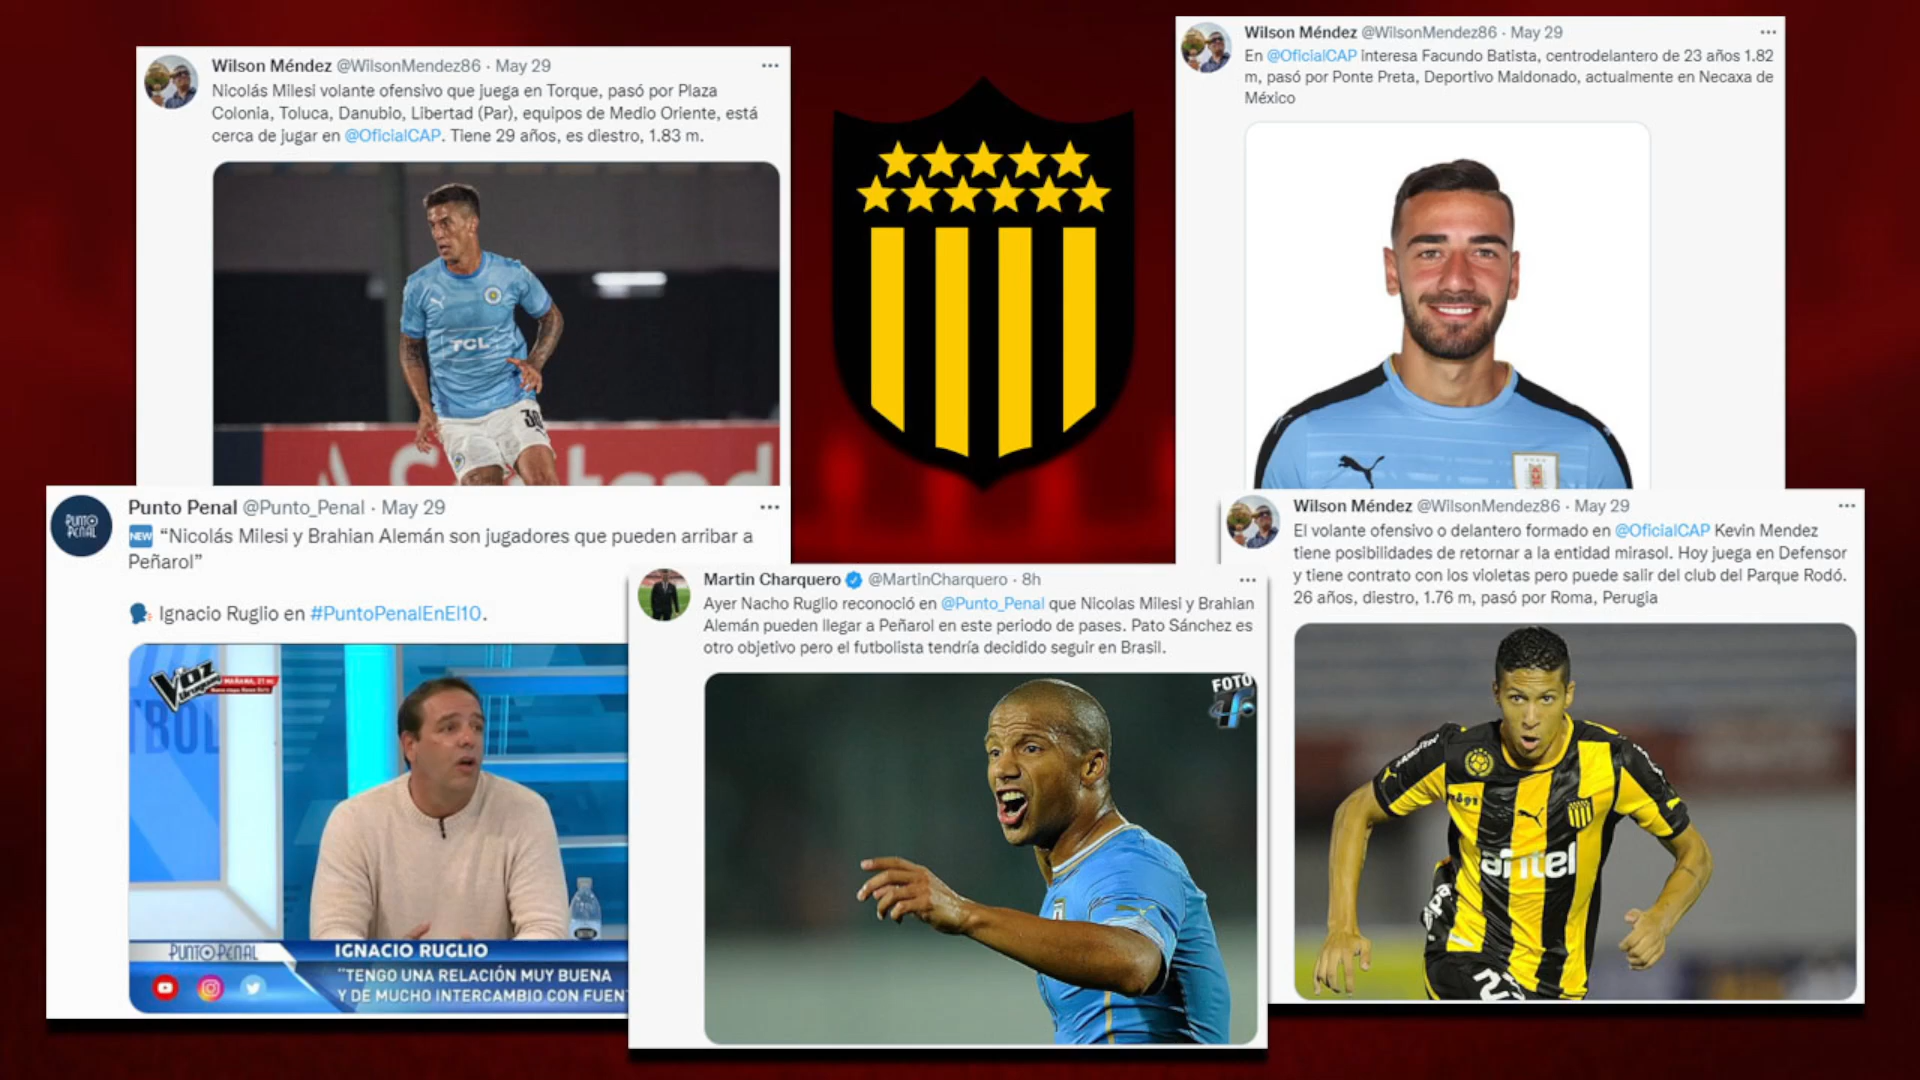 Wilson Méndez @WilsonMendez86 · May 29
Nicolás Milesi volante ofensivo que juega en Torque, pasó por Plaza
Colonia, Toluca, Danubio, Libertad (Par), equipos de Medio Oriente, está
cerca de jugar en @OficialCAP. Tiene 29 años, es diestro, 1.83 m.
TCL
30
Wilson Méndez @WilsonMendez86 · May 29
En @OficialCAP interesa Facundo Batista, centrodelantero de 23 años 1.82
m, pasó por Ponte Preta, Deportivo Maldonado, actualmente en Necaxa de
México
PUNTO
PENAL
Punto Penal @Punto_Penal · May 29
NEW “Nicolás Milesi y Brahian Alemán son jugadores que pueden arribar a
Peñarol”
Ignacio Ruglio en #PuntoPenalEnEl10.
Voz
Uruguay
MAÑANA, 21
PUNTO PENAL
IGNACIO RUGLIO
“TENGO UNA RELACIÓN MUY BUENA
Y DE MUCHO INTERCAMBIO CON FUEN
Martin Charquero @MartinCharquero · 8h
Ayer Nacho Ruglio reconoció en @Punto_Penal que Nicolas Milesi y Brahian
Alemán pueden llegar a Peñarol en este periodo de pases. Pato Sánchez es
otro objetivo pero el futbolista tendría decidido seguir en Brasil.
FOTO
Wilson Méndez @WilsonMendez86 · May 29
El volante ofensivo o delantero formado en @OficialCAP Kevin Mendez
tiene posibilidades de retornar a la entidad mirasol. Hoy juega en Defensor
y tiene contrato con los violetas pero puede salir del club del Parque Rodó.
26 años, diestro, 1.76 m, pasó por Roma, Perugia
antel